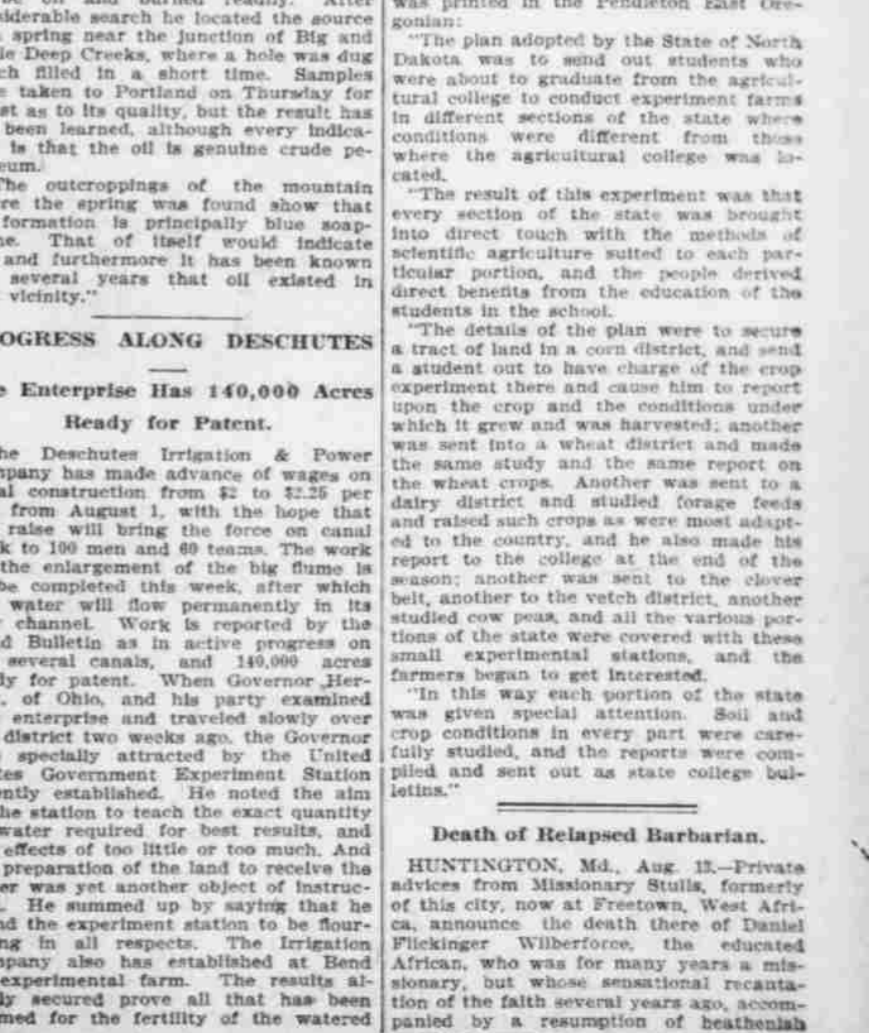 be oil and burned readily. After
siderable search he located the source
spring near the junction of Big and
le Deep Creeks, where a hole was dug
ch filled in a short time. Samples
e taken to Portland on Thursday for
st as to its quality, but the result has
been learned, although every indica-
is that the oil is genuine crude pe-
eum.
The outcroppings of the mountain
re the spring was found show that
formation is principally blue soap-
ne. That of itself would indicate
and furthermore it has been known
several years that oil existed in
vicinity."
OGRESS ALONG DESCHUTES
e Enterprise Has 140,000 Acres
Ready for Patent.
he Deschutes Irrigation & Power
mpany has made advance of wages on
al construction from $2 to $2.25 per
from August 1, with the hope that
raise will bring the force on canal
k to 100 men and 60 teams. The work
the enlargement of the big flume is
be completed this week, after which
water will flow permanently in its
channel. Work is reported by the
d Bulletin as in active progress on
several canals, and 140,000 acres
dy for patent. When Governor Her-
, of Ohio, and his party examined
enterprise and traveled slowly over
district two weeks ago, the Governor
specially attracted by the United
tes Government Experiment Station
ently established. He noted the aim
he station to teach the exact quantity
water required for best results, and
effects of too little or too much. And
preparation of the land to receive the
er was yet another object of instruc-
. He summed up by saying that he
nd the experiment station to be flour-
ng in all respects. The Irrigation
mpany also has established at Bend
experimental farm. The results al-
ly secured prove all that has been
med for the fertility of the watered
was printed in the Pendleton East Ore-
gonian:
"The plan adopted by the State of North
Dakota was to send out students who
were about to graduate from the agricul-
tural college to conduct experiment farms
in different sections of the state where
conditions were different from those
where the agricultural college was lo-
cated.
"The result of this experiment was that
every section of the state was brought
into direct touch with the methods of
scientific agriculture suited to each par-
ticular portion, and the people derived
direct benefits from the education of the
students in the school.
"The details of the plan were to secure
a tract of land in a corn district, and send
a student out to have charge of the crop
experiment there and cause him to report
upon the crop and the conditions under
which it grew and was harvested; another
was sent into a wheat district and made
the same study and the same report on
the wheat crops. Another was sent to a
dairy district and studied forage feeds
and raised such crops as were most adapt-
ed to the country, and he also made his
report to the college at the end of the
season; another was sent to the clover
belt, another to the vetch district, another
studied cow peas, and all the various por-
tions of the state were covered with these
small experimental stations, and the
farmers began to get interested.
"In this way each portion of the state
was given special attention. Soil and
crop conditions in every part were care-
fully studied, and the reports were com-
piled and sent out as state college bul-
letins."
Death of Relapsed Barbarian.
HUNTINGTON, Md., Aug. 13.—Private
advices from Missionary Stulls, formerly
of this city, now at Freetown, West Afri-
ca, announce the death there of Daniel
Flickinger Wilberforce, the educated
African, who was for many years a mis-
sionary, but whose sensational recanta-
tion of the faith several years ago, accom-
panied by a resumption of heathenish